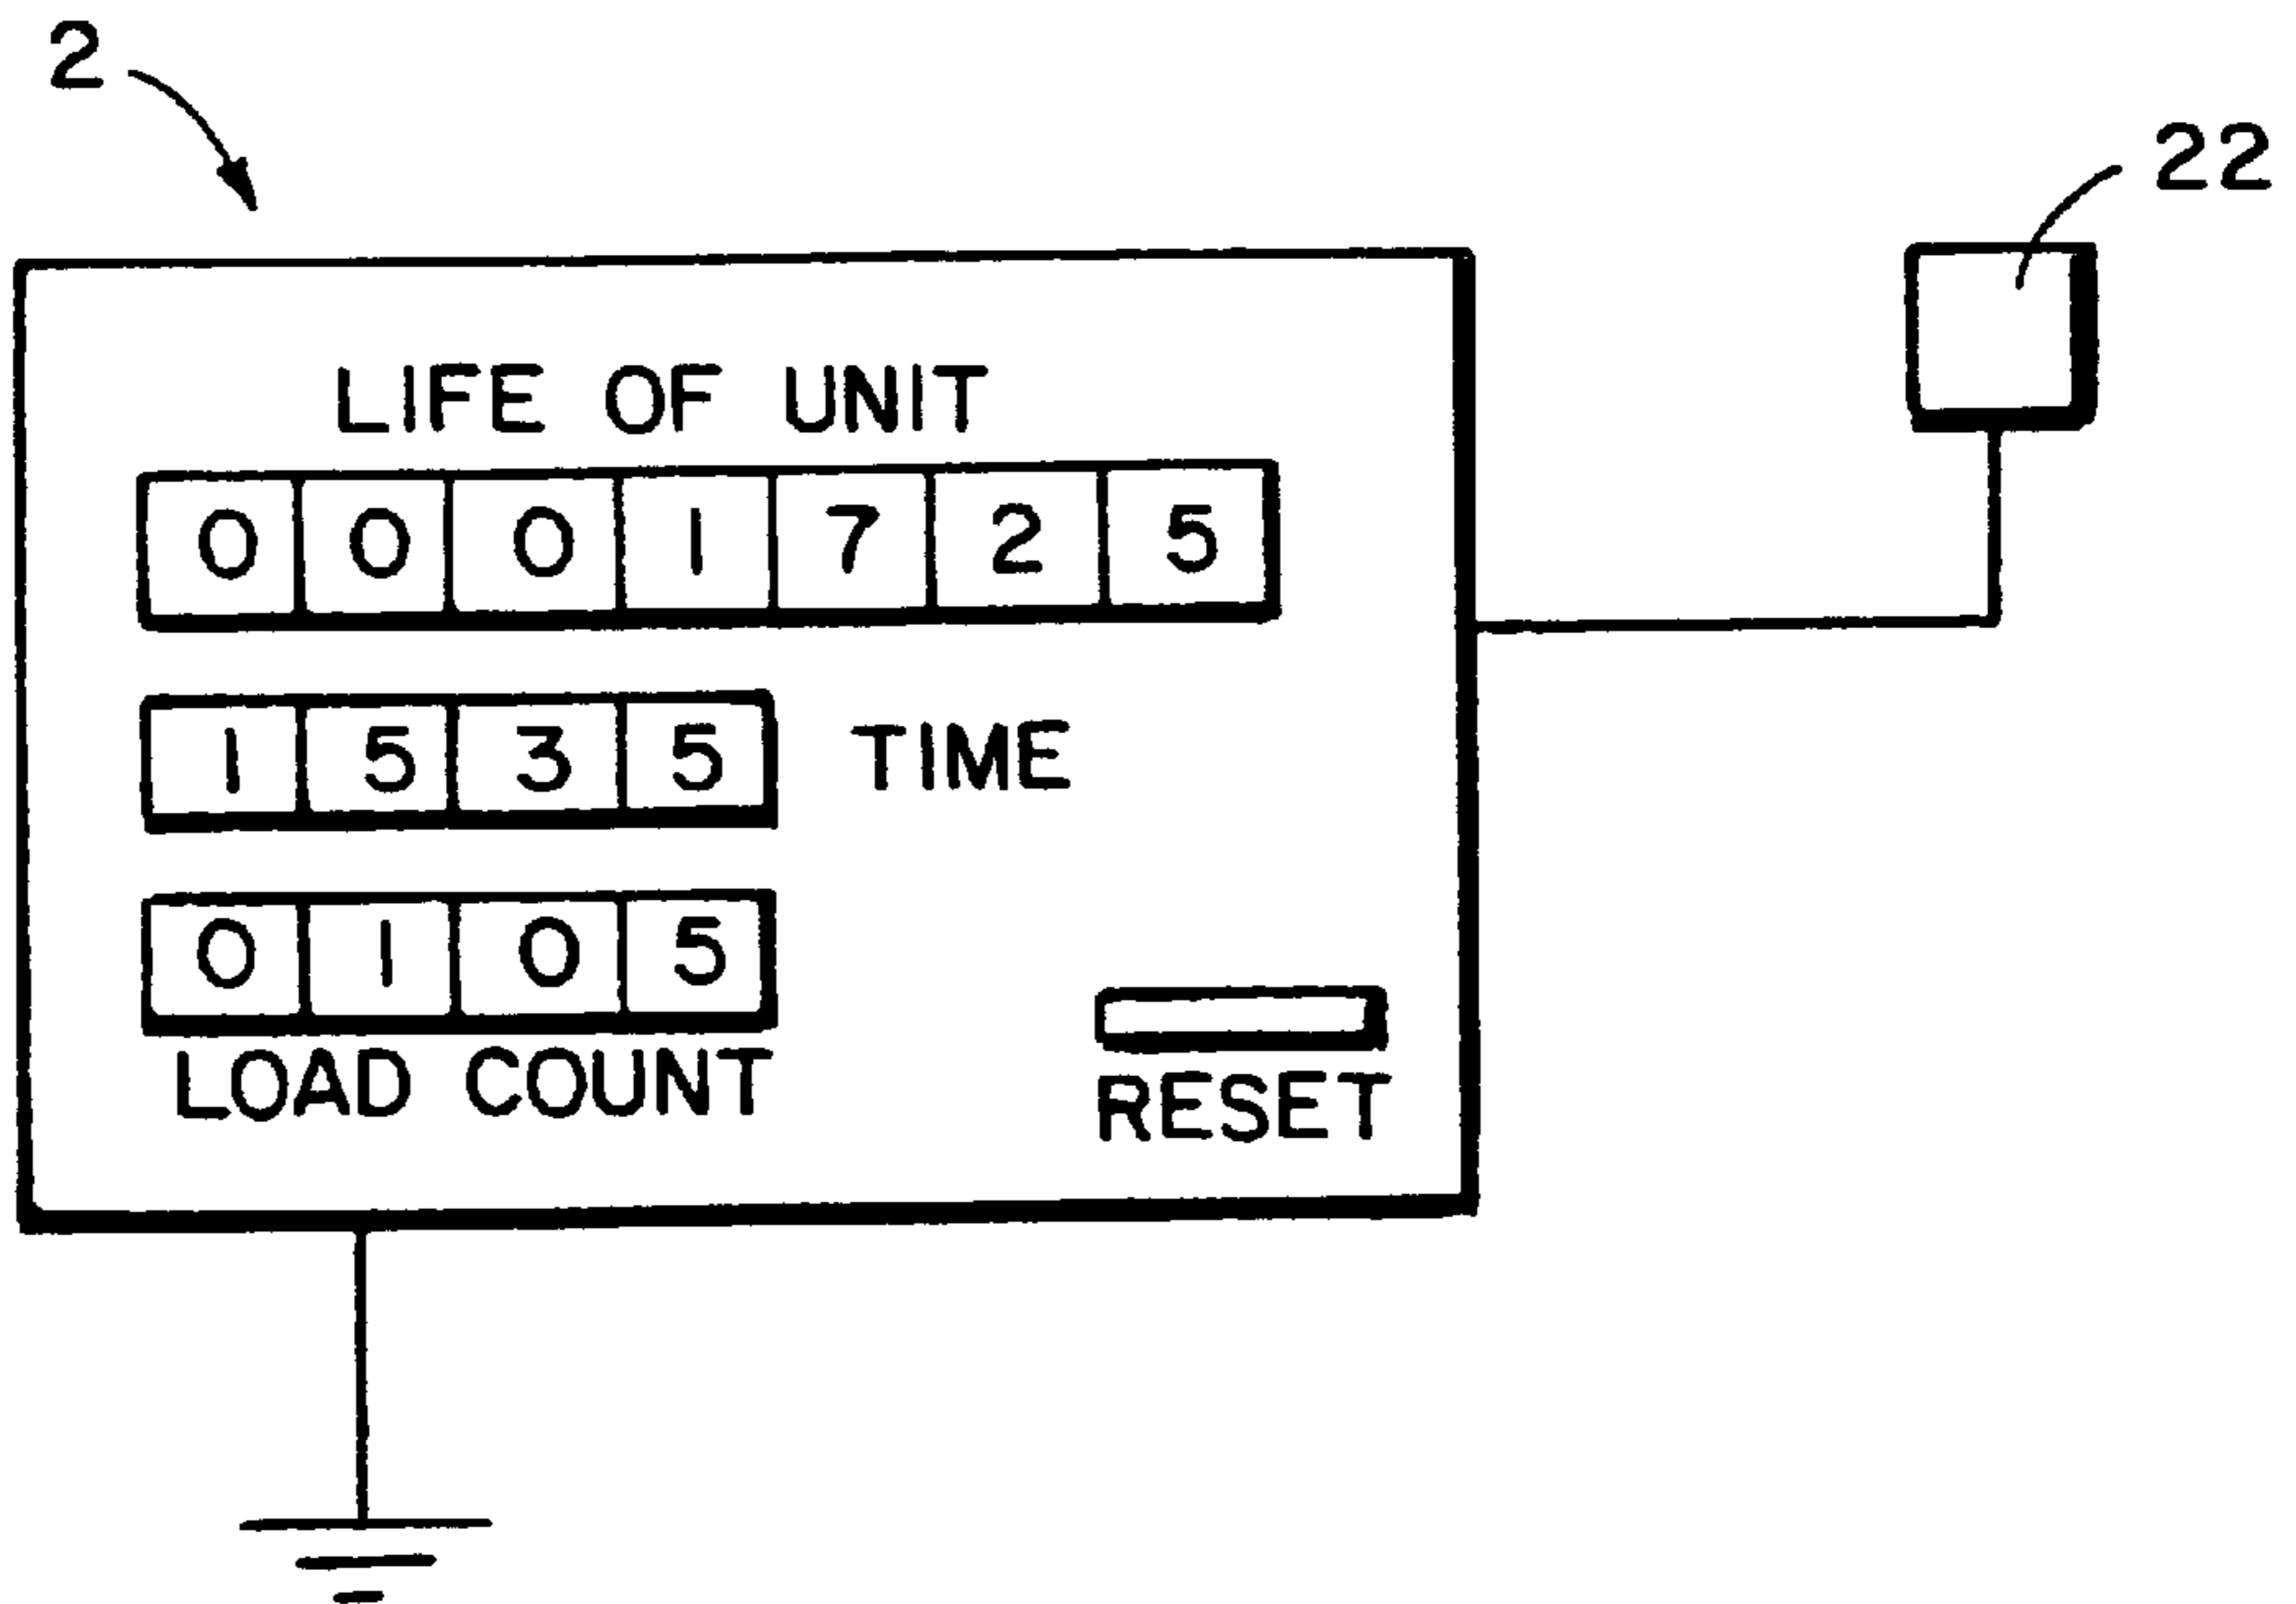 2
22
LIFE OF UNIT
0 0 0 1 7 2 5
1 5 3 5 TIME
0 1 0 5
LOAD COUNT
RESET